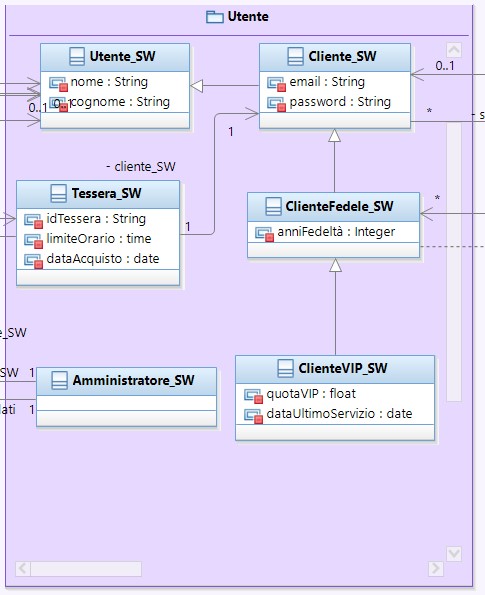 Utente
Utente_SW
nome : String
cognome : String
0..1
0..1
Cliente_SW
email : String
password : String
0..1
*
- s
1
- cliente_SW
Tessera_SW
idTessera : String
limiteOrario : time
dataAcquisto : date
1
ClienteFedele_SW
anniFedeltà : Integer
*
e_SW
SW 1
ati 1
Amministratore_SW
ClienteVIP_SW
quotaVIP : float
dataUltimoServizio : date